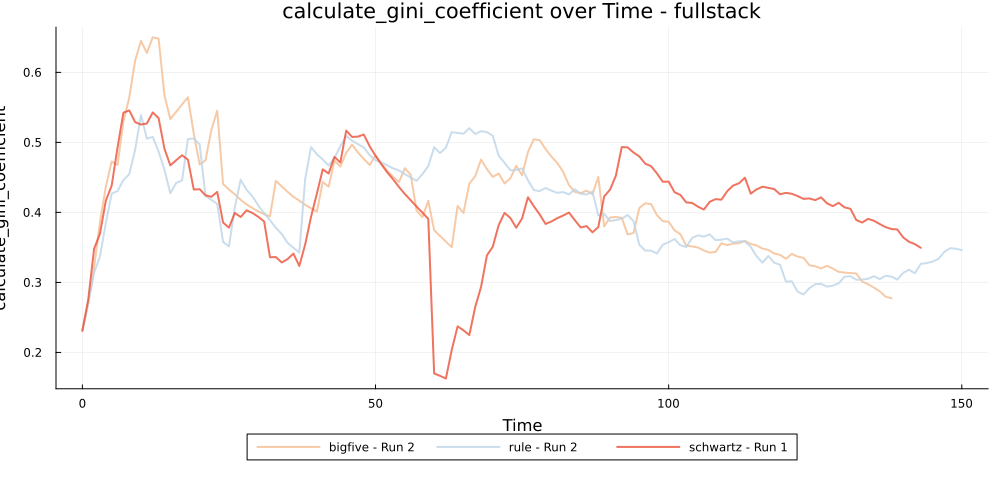 calculate_gini_coefficient over Time - fullstack
calculate_gini_coefficient
0.6
0.5
0.4
0.3
0.2
0
50
100
150
Time
bigfive - Run 2
rule - Run 2
schwartz - Run 1